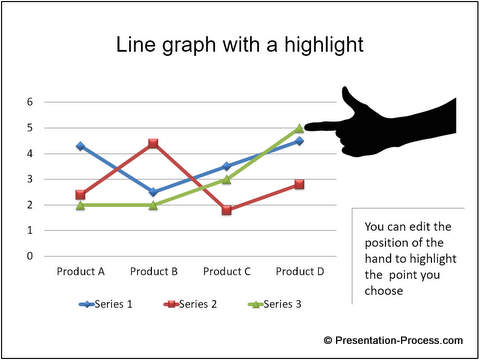 Line graph with a highlight
6
5
4
3
2
1
0
Product A Product B Product C Product D
Series 1 Series 2 Series 3
You can edit the
position of the
hand to highlight
the point you
choose
© Presentation-Process.com